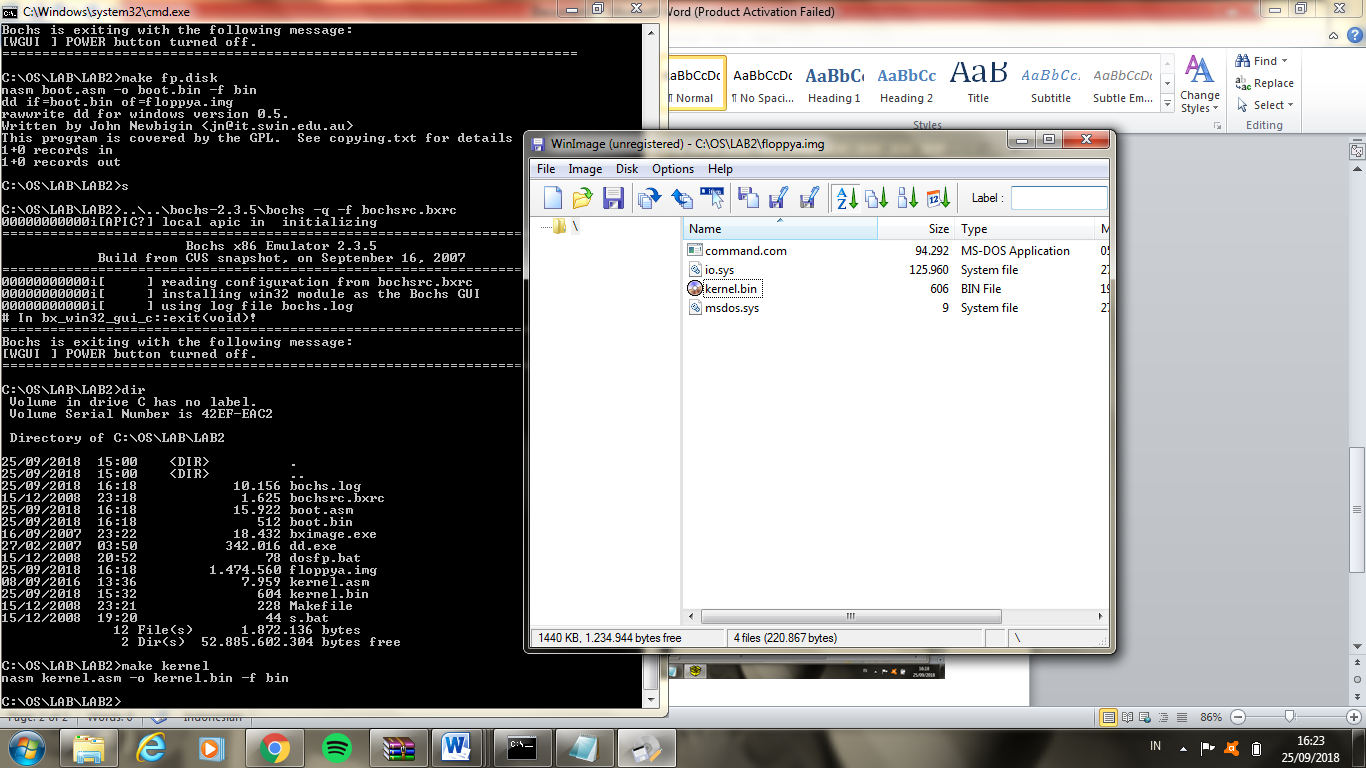 C:\Windows\system32\cmd.exe
Bochs is exiting with the following message:
[WGUI ] POWER button turned off.
========================================================================
C:\OS\LAB\LAB2>make fp.disk
nasm boot.asm -o boot.bin -f bin
dd if=boot.bin of=floppya.img
rawwrite dd for windows version 0.5.
Written by John Newbigin <jn@it.swin.edu.au>
This program is covered by the GPL.  See copying.txt for details
1+0 records in
1+0 records out
C:\OS\LAB\LAB2>s
C:\OS\LAB\LAB2>..\..\bochs-2.3.5\bochs -q -f bochsrc.bxrc
00000000000i[APIC?] local apic in  initializing
========================================================================
Bochs x86 Emulator 2.3.5
Build from CVS snapshot, on September 16, 2007
========================================================================
00000000000i[     ] reading configuration from bochsrc.bxrc
00000000000i[     ] installing win32 module as the Bochs GUI
00000000000i[     ] using log file bochs.log
# In bx_win32_gui_c::exit(void)!
========================================================================
Bochs is exiting with the following message:
[WGUI ] POWER button turned off.
========================================================================
C:\OS\LAB\LAB2>dir
Volume in drive C has no label.
Volume Serial Number is 42EF-EAC2
Directory of C:\OS\LAB\LAB2
25/09/2018  15:00    <DIR>          .
25/09/2018  15:00    <DIR>          ..
25/09/2018  16:18            10.156 bochs.log
15/12/2008  23:18             1.625 bochsrc.bxrc
25/09/2018  16:18            15.922 boot.asm
25/09/2018  16:18               512 boot.bin
16/09/2007  23:22            18.432 bximage.exe
27/02/2007  03:50           342.016 dd.exe
15/12/2008  20:52                78 dosfp.bat
25/09/2018  16:18         1.474.560 floppya.img
08/09/2016  13:36             7.959 kernel.asm
25/09/2018  15:32               604 kernel.bin
15/12/2008  23:21               228 Makefile
15/12/2008  19:20                44 s.bat
12 File(s)      1.872.136 bytes
2 Dir(s)  52.885.602.304 bytes free
C:\OS\LAB\LAB2>make kernel
nasm kernel.asm -o kernel.bin -f bin
C:\OS\LAB\LAB2>
Word (Product Activation Failed)
AaBbCcDc AaBbCcDc AaBbCc AaBbCc AaB AaBbCc. AaBbCcDc
¶ Normal ¶ No Spaci... Heading 1 Heading 2 Title Subtitle Subtle Em...
Change Styles
Find
Replace
Select
Styles
Editing
WinImage (unregistered) - C:\OS\LAB2\floppya.img
File Image Disk Options Help
Label :
\
Name Size Type M
command.com 94.292 MS-DOS Application 05
io.sys 125.960 System file 27
kernel.bin 606 BIN File 19
msdos.sys 9 System file 27
1440 KB, 1.234.944 bytes free
4 files (220.867 bytes)
\
Page: 2 of 2 Words: 0 Indonesian
86%
IN
16:23
25/09/2018